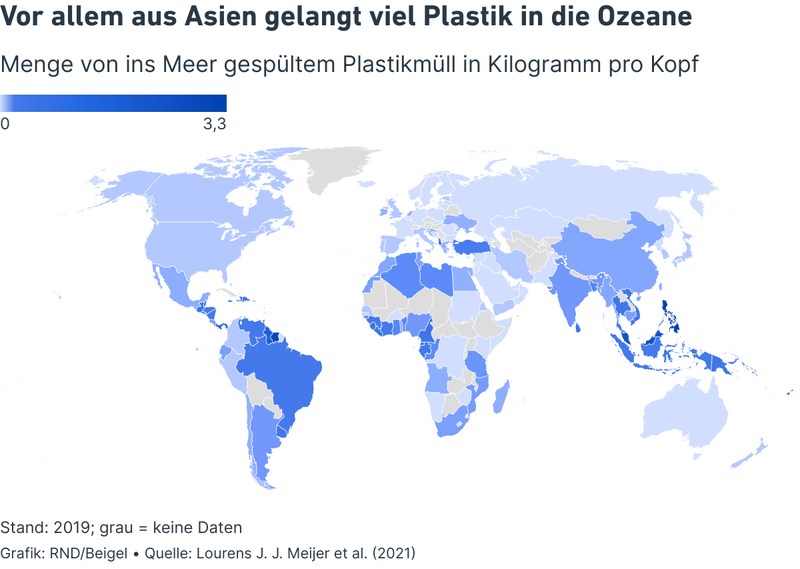 Vor allem aus Asien gelangt viel Plastik in die Ozeane
Menge von ins Meer gespültem Plastikmüll in Kilogramm pro Kopf
0 3,3
Stand: 2019; grau = keine Daten
Grafik: RND/Beigel • Quelle: Lourens J. J. Meijer et al. (2021)